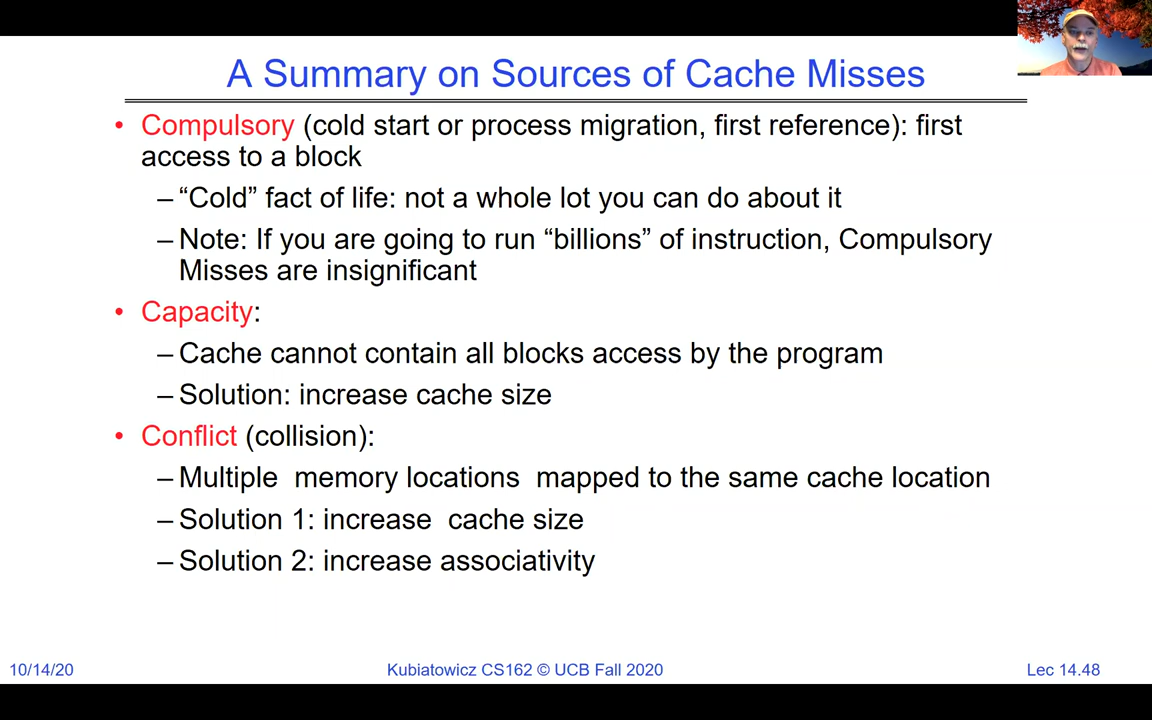 A Summary on Sources of Cache Misses
• Compulsory (cold start or process migration, first reference): first
access to a block
– “Cold” fact of life: not a whole lot you can do about it
– Note: If you are going to run “billions” of instruction, Compulsory
Misses are insignificant
• Capacity:
– Cache cannot contain all blocks access by the program
– Solution: increase cache size
• Conflict (collision):
– Multiple memory locations mapped to the same cache location
– Solution 1: increase cache size
– Solution 2: increase associativity
10/14/20
Kubiatowicz CS162 © UCB Fall 2020
Lec 14.48